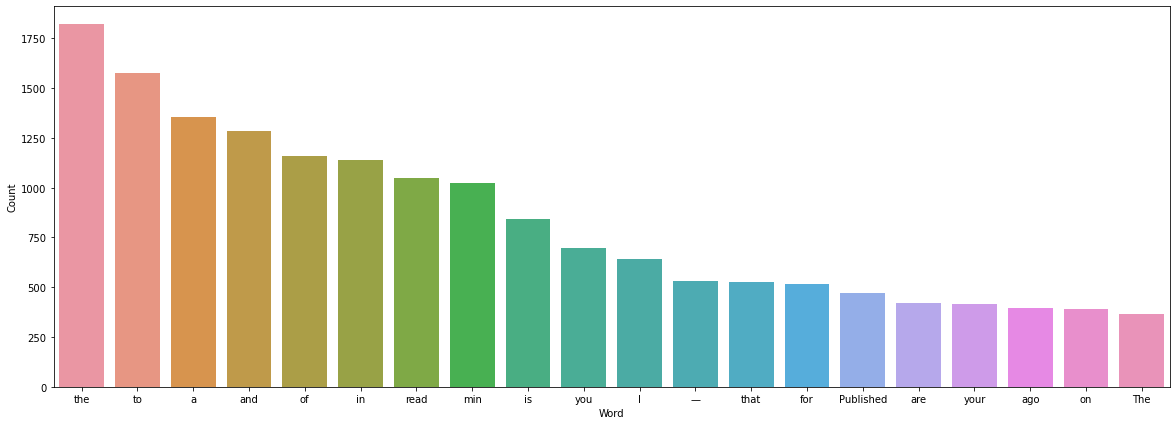 1750
1500
1250
1000
750
500
250
0
Count
the to a and of in read min is you I — that for Published are your ago on The
Word